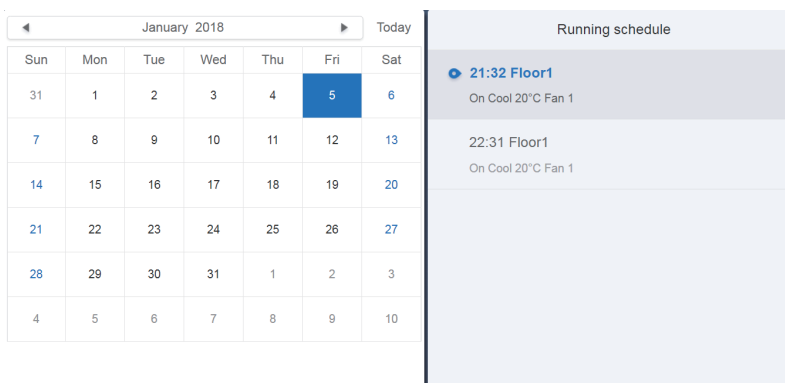 January 2018
Today
Sun Mon Tue Wed Thu Fri Sat
31 1 2 3 4 5 6
7 8 9 10 11 12 13
14 15 16 17 18 19 20
21 22 23 24 25 26 27
28 29 30 31 1 2 3
4 5 6 7 8 9 10
Running schedule
21:32 Floor1
On Cool 20°C Fan 1
22:31 Floor1
On Cool 20°C Fan 1